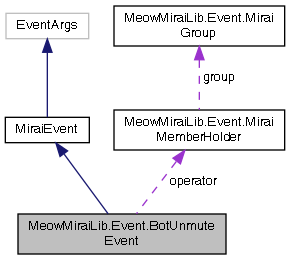 EventArgs
MeowMiraiLib.Event.Mirai
Group
group
MiraiEvent
MeowMiraiLib.Event.Mirai
MemberHolder
operator
MeowMiraiLib.Event.BotUnmute
Event